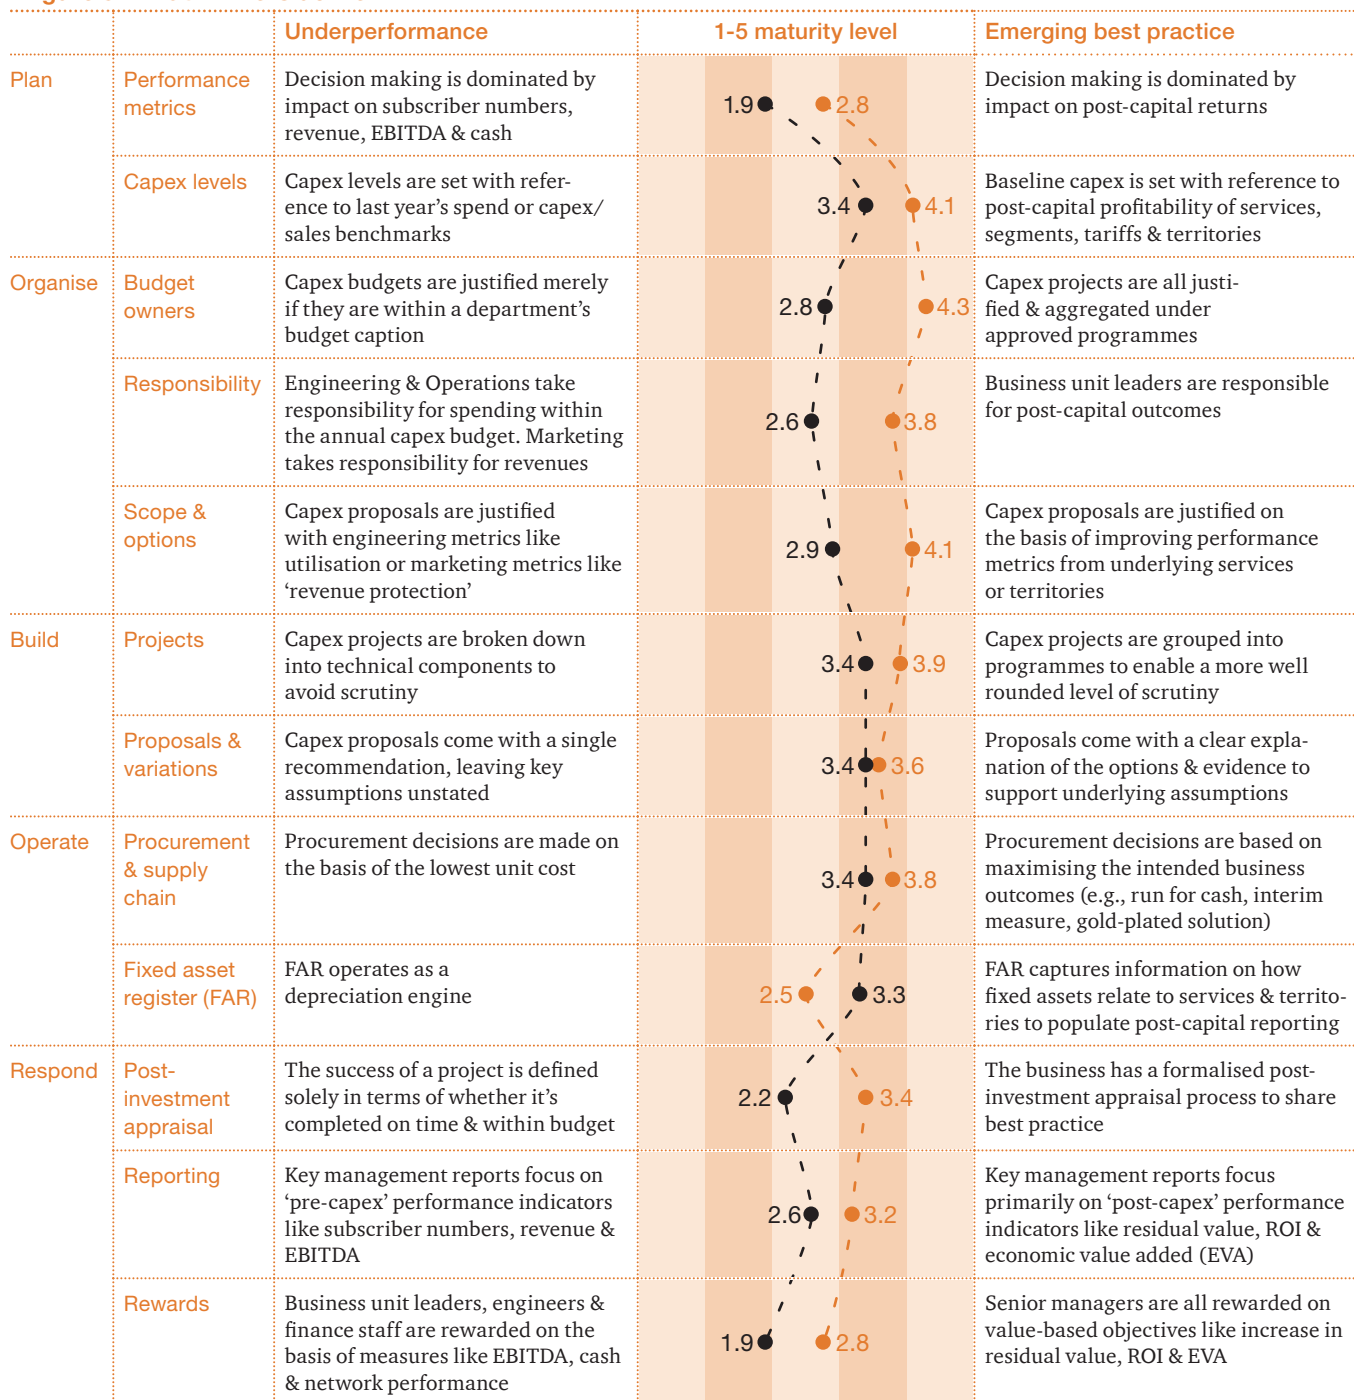 Underperformance
1-5 maturity level
Emerging best practice
Plan
Performance
metrics
Decision making is dominated by
impact on subscriber numbers,
revenue, EBITDA & cash
1.9
2.8
Decision making is dominated by
impact on post-capital returns
Capex levels
Capex levels are set with refer-
ence to last year's spend or capex/
sales benchmarks
3.4
4.1
Baseline capex is set with reference to
post-capital profitability of services,
segments, tariffs & territories
Organise
Budget
owners
Capex budgets are justified merely
if they are within a department's
budget caption
2.8
4.3
Capex projects are all justi-
fied & aggregated under
approved programmes
Responsibility
Engineering & Operations take
responsibility for spending within
the annual capex budget. Marketing
takes responsibility for revenues
2.6
3.8
Business unit leaders are responsible
for post-capital outcomes
Scope &
options
Capex proposals are justified
with engineering metrics like
utilisation or marketing metrics like
‘revenue protection’
2.9
4.1
Capex proposals are justified on
the basis of improving performance
metrics from underlying services
or territories
Build
Projects
Capex projects are broken down
into technical components to
avoid scrutiny
3.4
3.9
Capex projects are grouped into
programmes to enable a more well
rounded level of scrutiny
Proposals &
variations
Capex proposals come with a single
recommendation, leaving key
assumptions unstated
3.4
3.6
Proposals come with a clear expla-
nation of the options & evidence to
support underlying assumptions
Operate
Procurement
& supply
chain
Procurement decisions are made on
the basis of the lowest unit cost
3.4
3.8
Procurement decisions are based on
maximising the intended business
outcomes (e.g., run for cash, interim
measure, gold-plated solution)
Fixed asset
register (FAR)
FAR operates as a
depreciation engine
2.5
3.3
FAR captures information on how
fixed assets relate to services & territo-
ries to populate post-capital reporting
Respond
Post-
investment
appraisal
The success of a project is defined
solely in terms of whether it's
completed on time & within budget
2.2
3.4
The business has a formalised post-
investment appraisal process to share
best practice
Reporting
Key management reports focus on
‘pre-capex’ performance indicators
like subscriber numbers, revenue &
EBITDA
2.6
3.2
Key management reports focus
primarily on ‘post-capex’ performance
indicators like residual value, ROI &
economic value added (EVA)
Rewards
Business unit leaders, engineers &
finance staff are rewarded on the
basis of measures like EBITDA, cash
& network performance
1.9
2.8
Senior managers are all rewarded on
value-based objectives like increase in
residual value, ROI & EVA